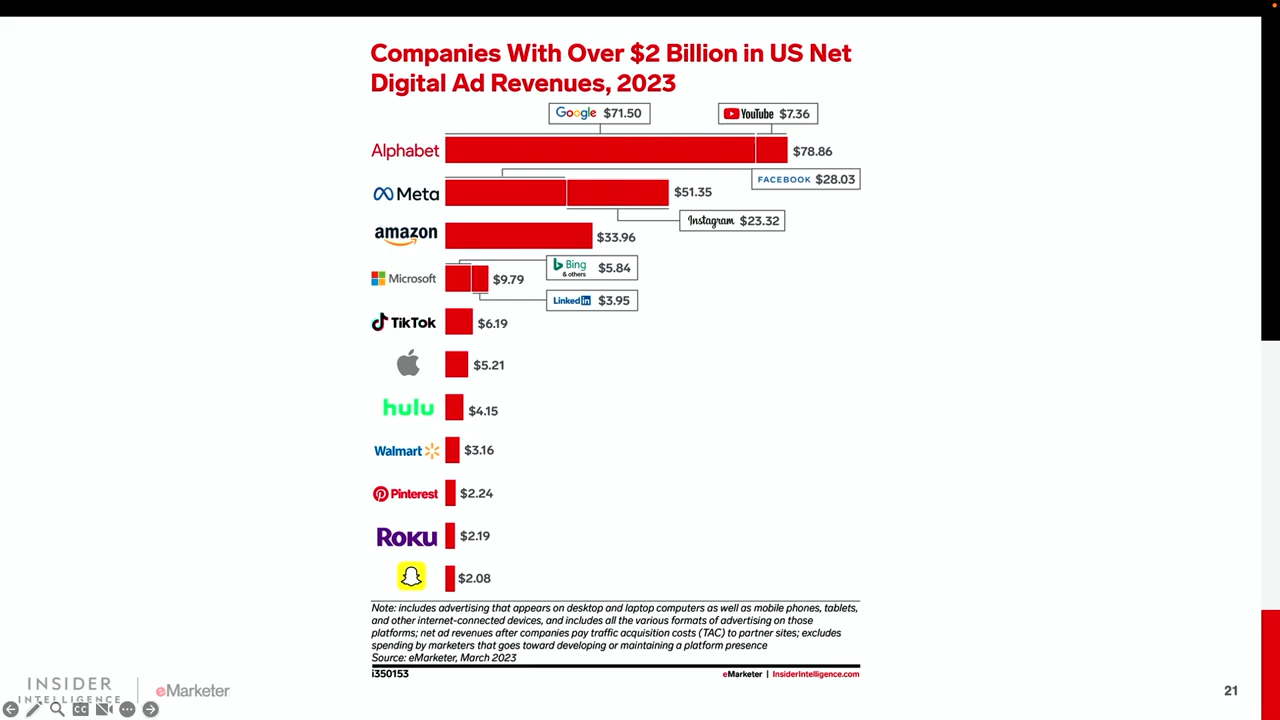 Companies With Over $2 Billion in US Net
Digital Ad Revenues, 2023
Google $71.50
YouTube $7.36
Alphabet
$78.86
FACEBOOK $28.03
Meta
$51.35
Instagram $23.32
amazon
$33.96
Bing
& others
$5.84
Microsoft
$9.79
Linkedin $3.95
TikTok
$6.19
$5.21
hulu
$4.15
Walmart
$3.16
Pinterest
$2.24
ROKU
$2.19
$2.08
Note: includes advertising that appears on desktop and laptop computers as well as mobile phones, tablets,
and other internet-connected devices, and includes all the various formats of advertising on those
platforms; net ad revenues after companies pay traffic acquisition costs (TAC) to partner sites; excludes
spending by marketers that goes toward developing or maintaining a platform presence
Source: eMarketer, March 2023
i350153
eMarketer | InsiderIntelligence.com
INSIDER
INTELLIGENCE
eMarketer
CC
21